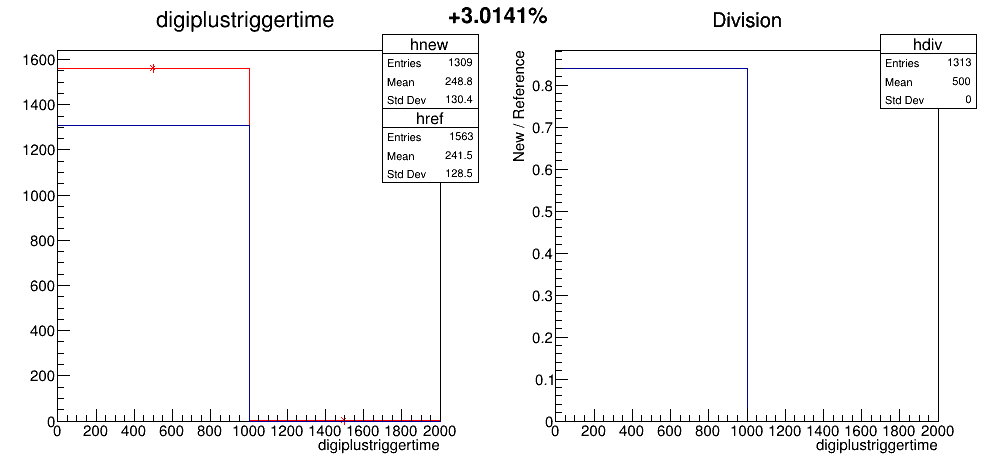 +3.0141%
digiplustriggertime
hnew
Entries 1309
Mean 248.8
Std Dev 130.4
href
Entries 1563
Mean 241.5
Std Dev 128.5
1600
1400
1200
1000
800
600
400
200
0
0 200 400 600 800 1000 1200 1400 1600 1800 2000
digiplustriggertime
Division
hdiv
Entries 1313
Mean 500
Std Dev 0
New / Reference
0.8
0.7
0.6
0.5
0.4
0.3
0.2
0.1
0
0 200 400 600 800 1000 1200 1400 1600 1800 2000
digiplustriggertime